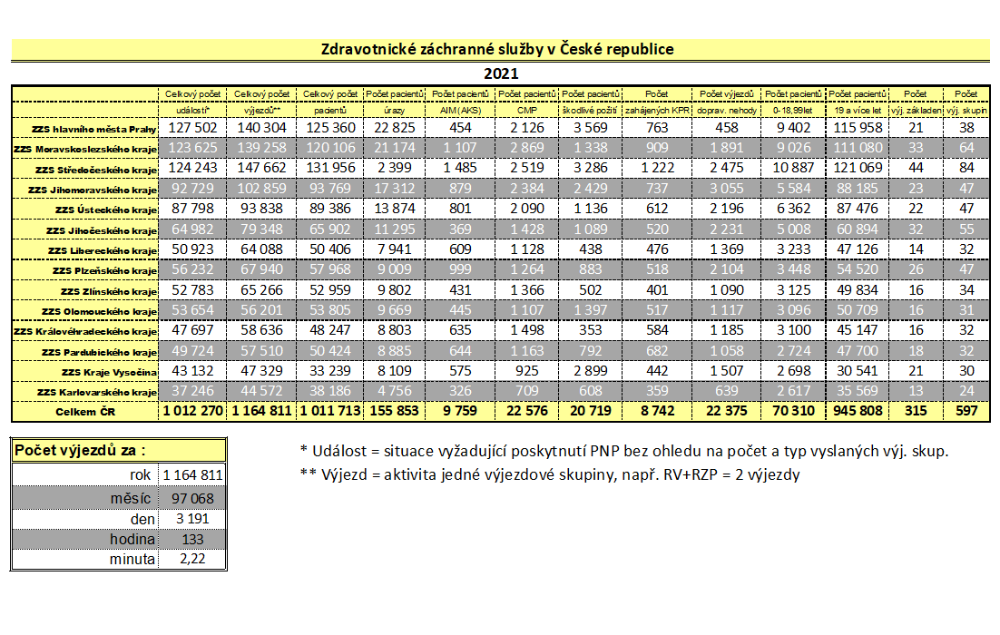 Zdravotnické záchranné služby v České republice
2021
Celkový počet Celkový počet Celkový počet Počet pacientů Počet pacientů Počet pacientů Počet pacientů Počet Počet výjezdů Počet pacientů Počet pacientů Počet Počet
událostí* výjezdů** pacientů úrazy AIM (AKS) CMP škodlivé požití zahájených KPR doprav. nehody 0-18,99let 19 a více let výj. základen výj. skupin
ZZS hlavního města Prahy 127 502 140 304 125 360 22 825 454 2 126 3 569 763 458 9 402 115 958 21 38
ZZS Moravskoslezského kraje 123 625 139 258 120 106 21 174 1 107 2 869 1 338 909 1 891 9 026 111 080 33 64
ZZS Středočeského kraje 124 243 147 662 131 956 2 399 1 485 2 519 3 286 1 222 2 475 10 887 121 069 44 84
ZZS Jihomoravského kraje 92 729 102 859 93 769 17 312 879 2 384 2 429 737 3 055 5 584 88 185 23 47
ZZS Ústeckého kraje 87 798 93 838 89 386 13 874 801 2 090 1 136 612 2 196 6 362 87 476 22 47
ZZS Jihočeského kraje 64 982 79 348 65 902 11 295 369 1 428 1 089 520 2 231 5 008 60 894 32 55
ZZS Libereckého kraje 50 923 64 088 50 406 7 941 609 1 128 438 476 1 369 3 233 47 126 14 32
ZZS Plzeňského kraje 56 232 67 940 57 968 9 009 999 1 264 883 518 2 104 3 448 54 520 26 47
ZZS Zlínského kraje 52 783 65 266 52 959 9 802 431 1 366 502 401 1 090 3 125 49 834 16 34
ZZS Olomouckého kraje 53 654 56 201 53 805 9 669 445 1 107 1 397 517 1 117 3 096 50 709 16 31
ZZS Královéhradeckého kraje 47 697 58 636 48 247 8 803 635 1 498 353 584 1 185 3 100 45 147 16 32
ZZS Pardubického kraje 49 724 57 510 50 424 8 885 644 1 163 792 682 1 058 2 724 47 700 18 32
ZZS Kraje Vysočina 43 132 47 329 33 239 8 109 575 925 2 899 442 1 507 2 698 30 541 21 30
ZZS Karlovarského kraje 37 246 44 572 38 186 4 756 326 709 608 359 639 2 617 35 569 13 24
Celkem ČR 1 012 270 1 164 811 1 011 713 155 853 9 759 22 576 20 719 8 742 22 375 70 310 945 808 315 597
Počet výjezdů za :
rok 1 164 811
měsíc 97 068
den 3 191
hodina 133
minuta 2,22
* Událost = situace vyžadující poskytnutí PNP bez ohledu na počet a typ vyslaných výj. skup.
** Výjezd = aktivita jedné výjezdové skupiny, např. RV+RZP = 2 výjezdy